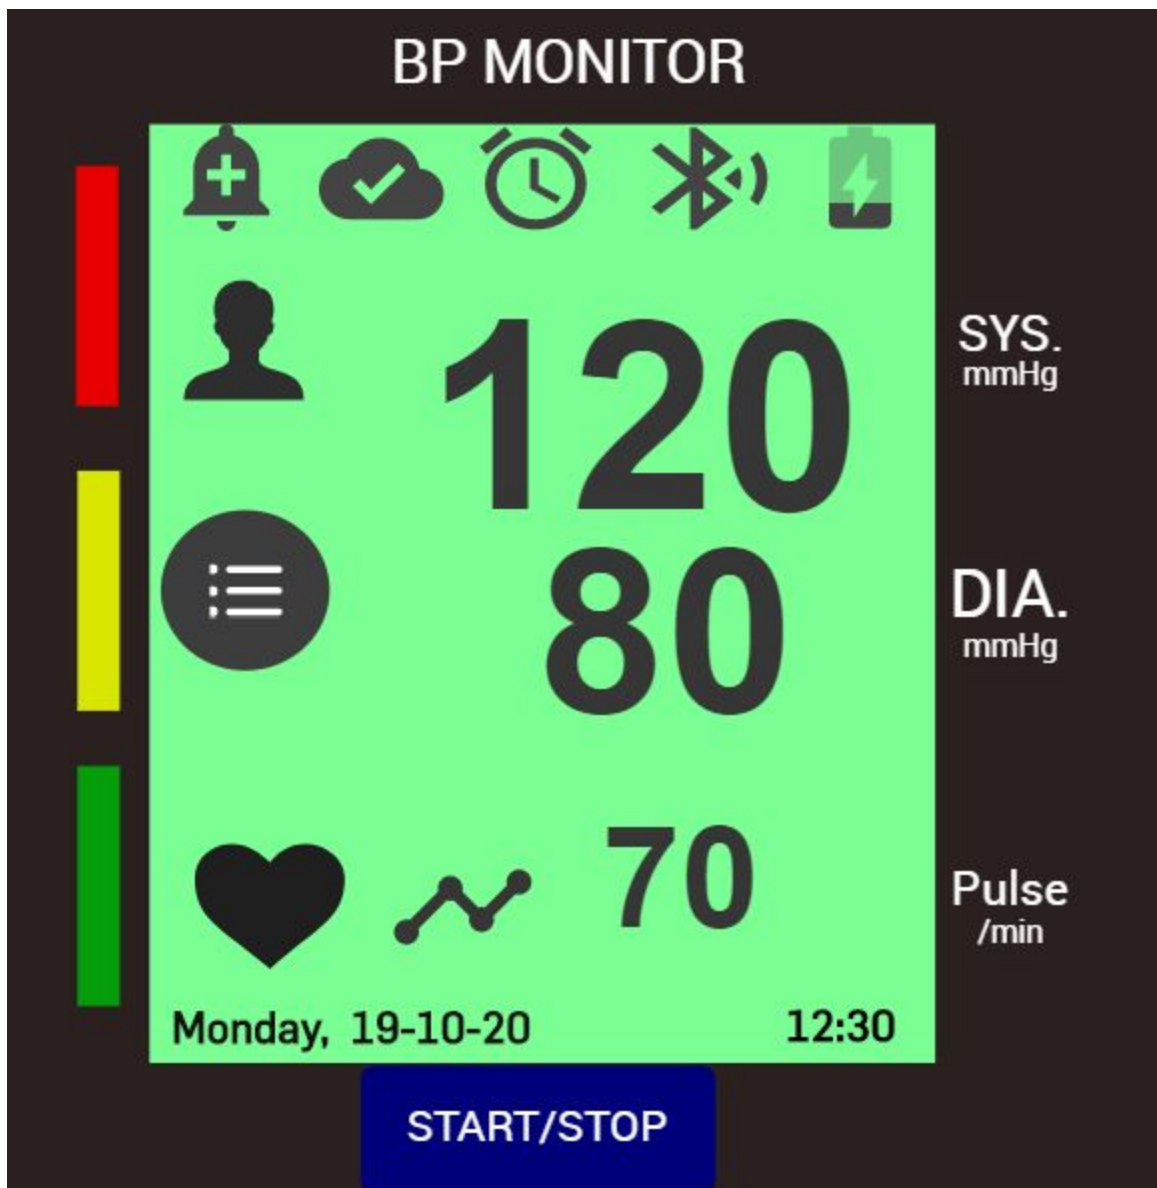 BP MONITOR
120
SYS.
mmHg
80
DIA.
mmHg
70
Pulse
/min
Monday, 19-10-20
12:30
START/STOP